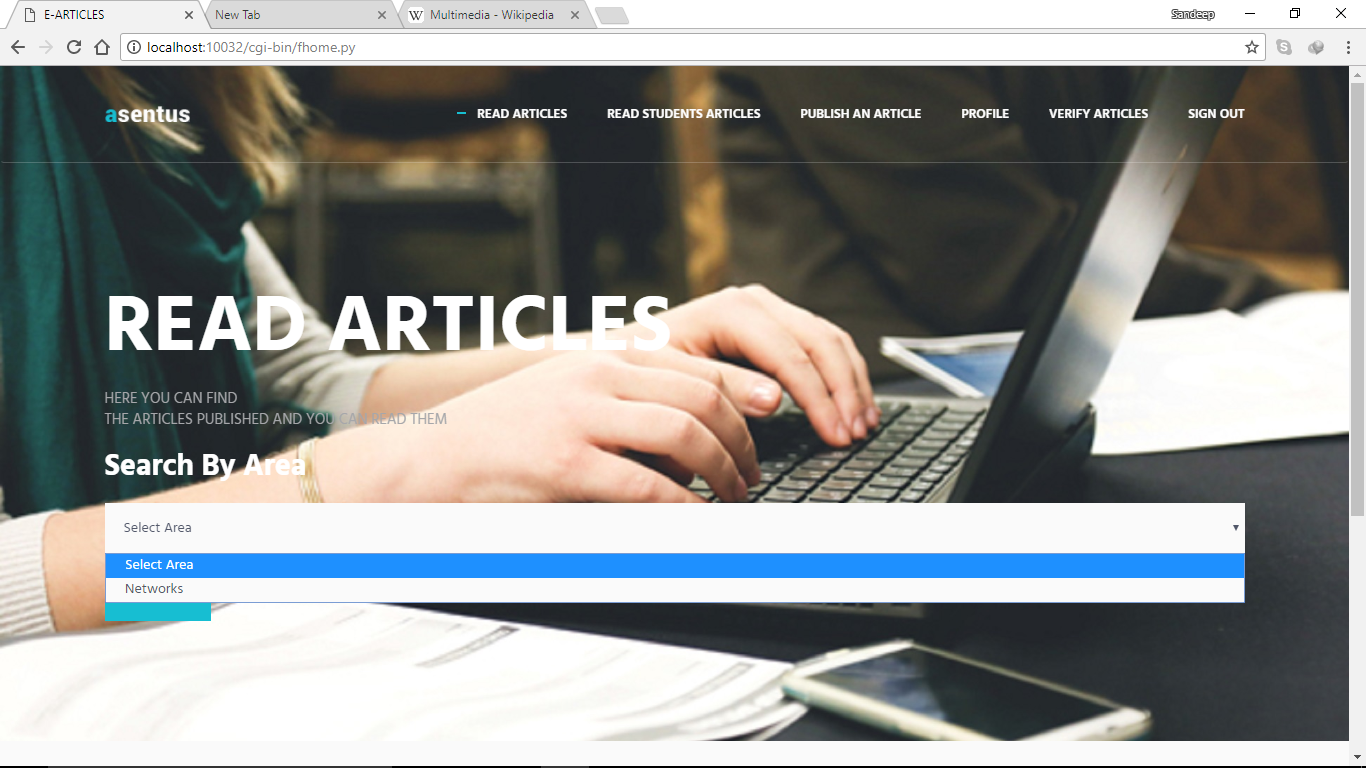 E-ARTICLES
New Tab
Multimedia - Wikipedia
Sandeep
localhost:10032/cgi-bin/fhome.py
asentus
READ ARTICLES
READ STUDENTS ARTICLES
PUBLISH AN ARTICLE
PROFILE
VERIFY ARTICLES
SIGN OUT
READ ARTICLES
HERE YOU CAN FIND
THE ARTICLES PUBLISHED AND YOU CAN READ THEM
Search By Area
Select Area
Select Area
Networks